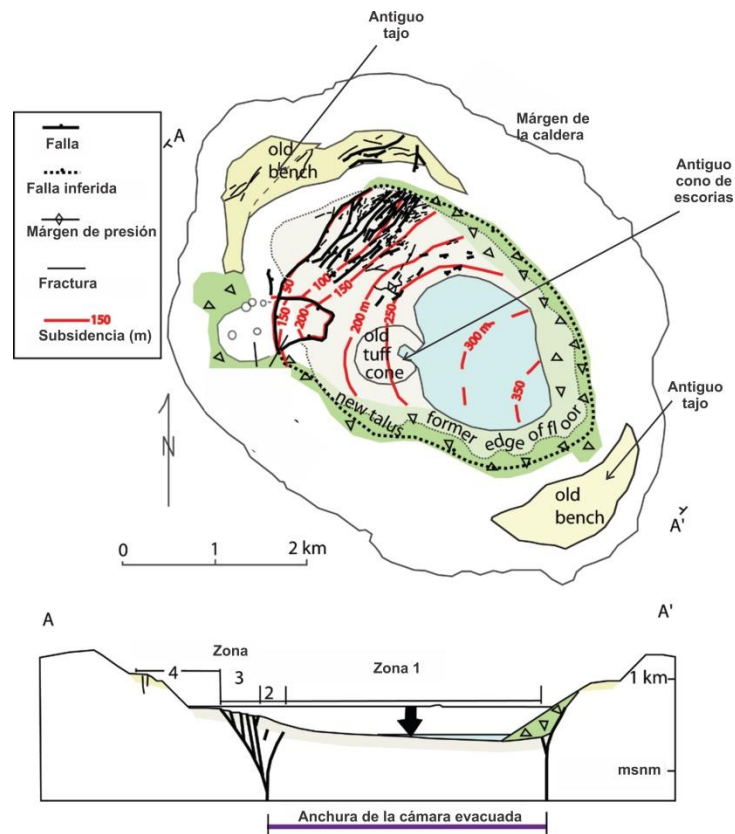 Antiguo
tajo
Márgen de
la caldera
Antiguo
cono de
escorias
A
Falla
Falla inferida
Márgen de presión
Fractura
150
Subsidencia (m)
old
bench
50
100
150
150
200
200 m
250
300 m
350
old
tuff
cone
new talus
former
edge of fl oor
Antiguo
tajo
old
bench
A'
N
0 1 2 km
A
A'
Zona
Zona 1
4
3
2
1 km
msnm
Anchura de la cámara evacuada